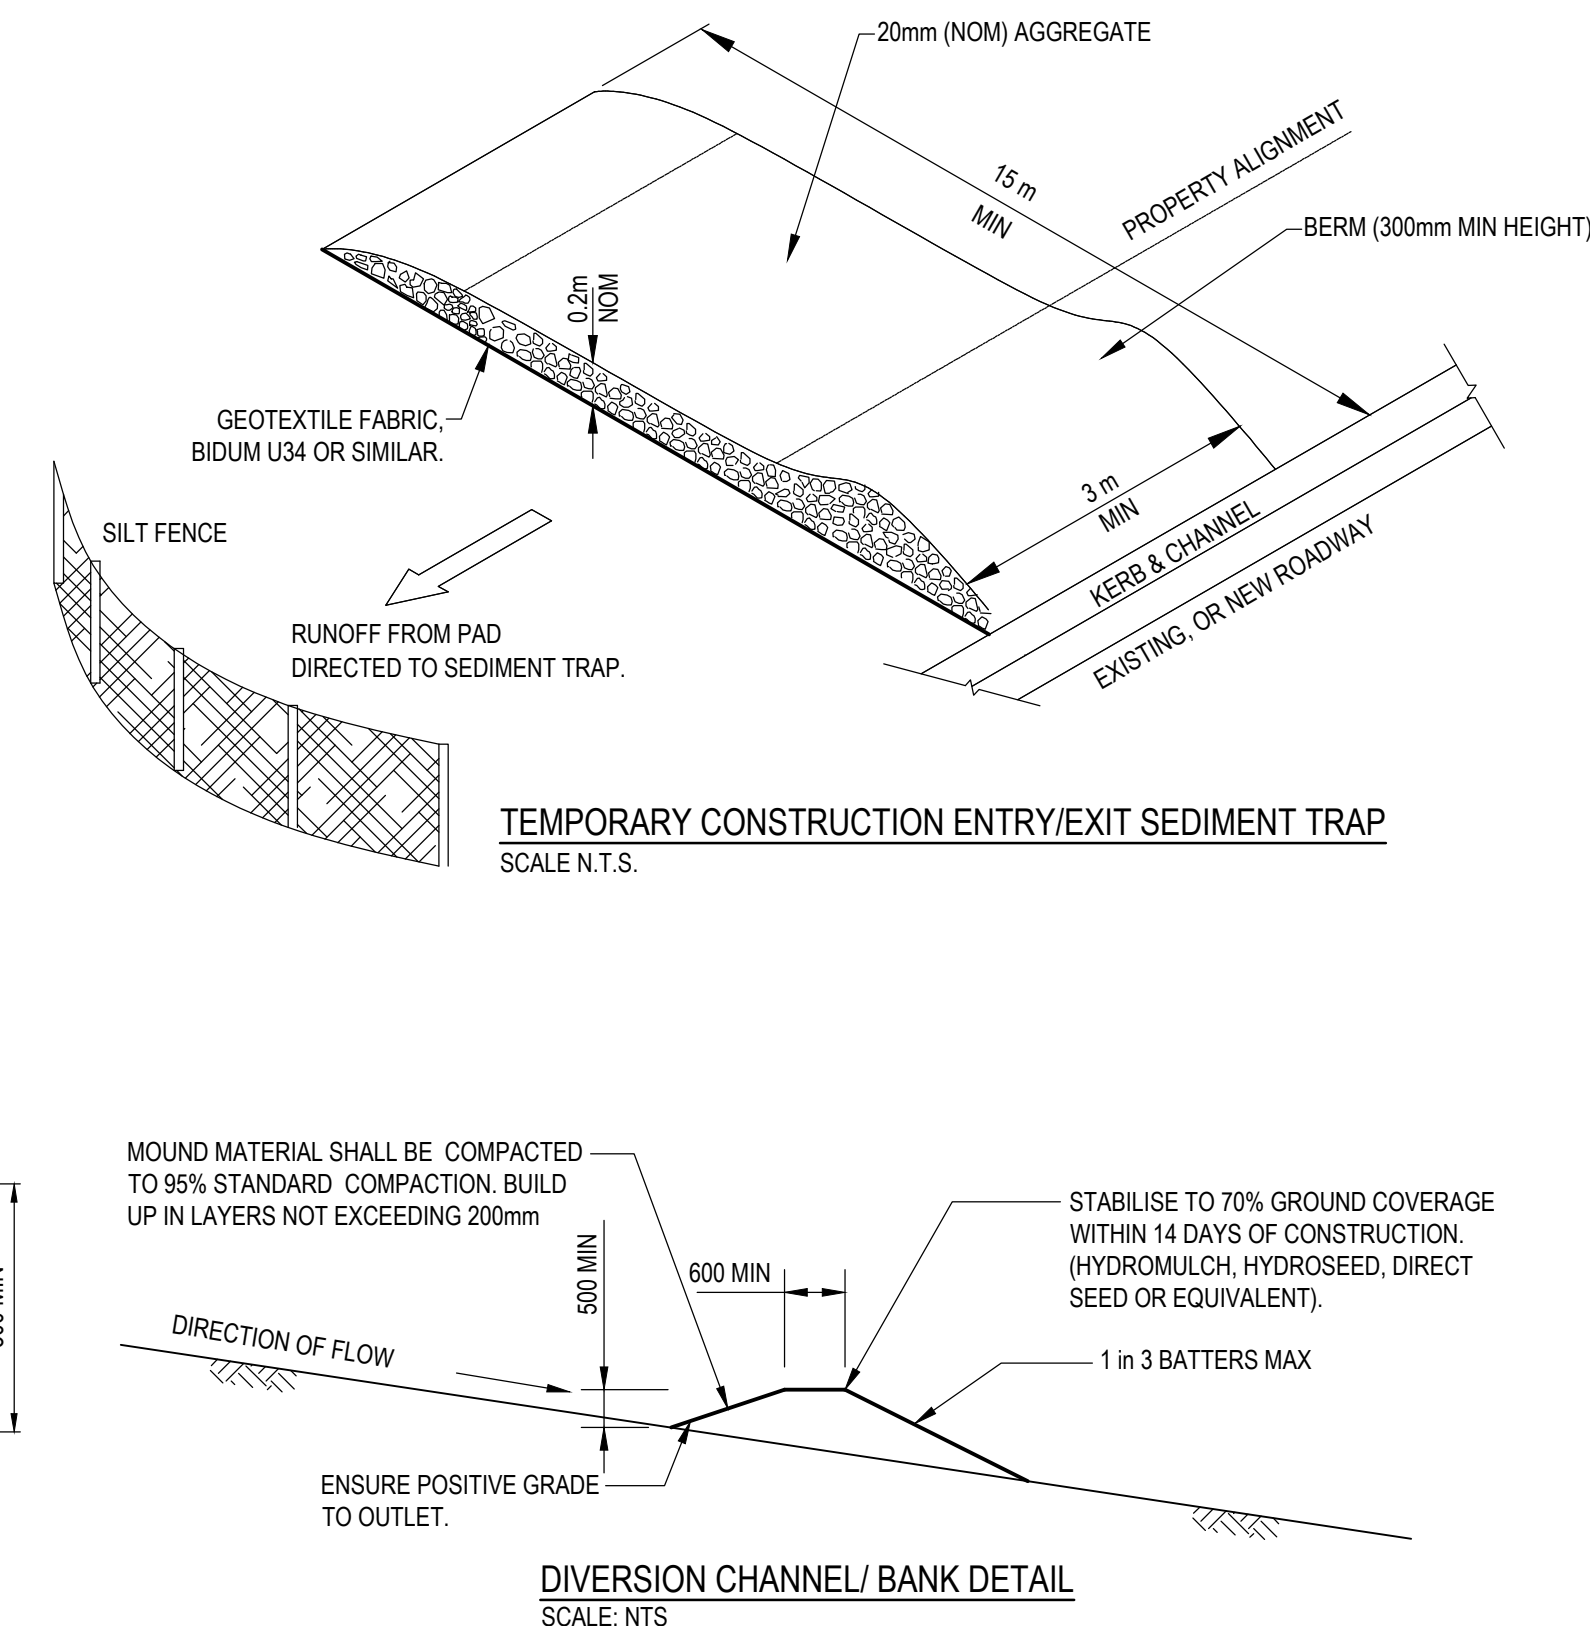 20mm (NOM) AGGREGATE
15 m
MIN
PROPERTY ALIGNMENT
BERM (300mm MIN HEIGHT)
0.2m
NOM
GEOTEXTILE FABRIC,
BIDUM U34 OR SIMILAR.
3 m
MIN
KERB & CHANNEL
EXISTING, OR NEW ROADWAY
SILT FENCE
RUNOFF FROM PAD
DIRECTED TO SEDIMENT TRAP.
TEMPORARY CONSTRUCTION ENTRY/EXIT SEDIMENT TRAP
SCALE N.T.S.
MOUND MATERIAL SHALL BE COMPACTED
TO 95% STANDARD COMPACTION. BUILD
UP IN LAYERS NOT EXCEEDING 200mm
500 MIN
600 MIN
STABILISE TO 70% GROUND COVERAGE
WITHIN 14 DAYS OF CONSTRUCTION.
(HYDROMULCH, HYDROSEED, DIRECT
SEED OR EQUIVALENT).
DIRECTION OF FLOW
1 in 3 BATTERS MAX
ENSURE POSITIVE GRADE
TO OUTLET.
DIVERSION CHANNEL/ BANK DETAIL
SCALE: NTS